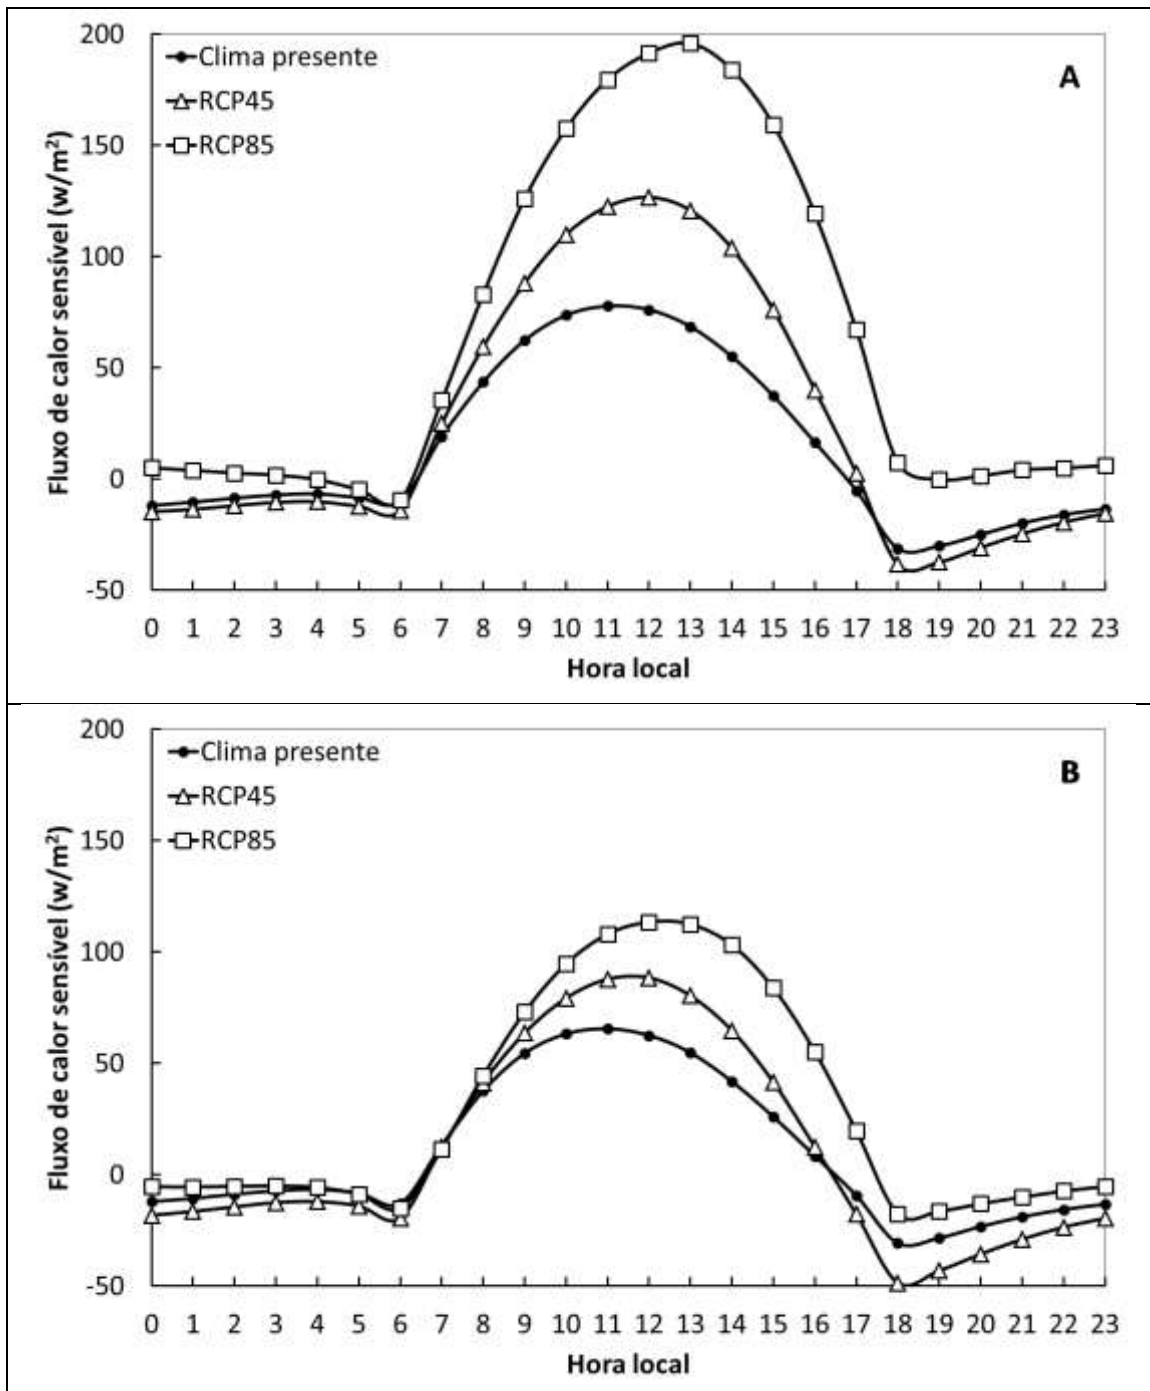 200
150
100
50
0
-50
Fluxo de calor sensível (w/m²)
Clima presente
RCP45
RCP85
A
0 1 2 3 4 5 6 7 8 9 10 11 12 13 14 15 16 17 18 19 20 21 22 23
Hora local
200
150
100
50
0
-50
Fluxo de calor sensível (w/m²)
Clima presente
RCP45
RCP85
B
0 1 2 3 4 5 6 7 8 9 10 11 12 13 14 15 16 17 18 19 20 21 22 23
Hora local